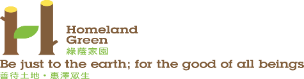 Homeland
Green
綠蔭家園
Be just to the earth; for the good of all beings
善待土地·惠澤眾生